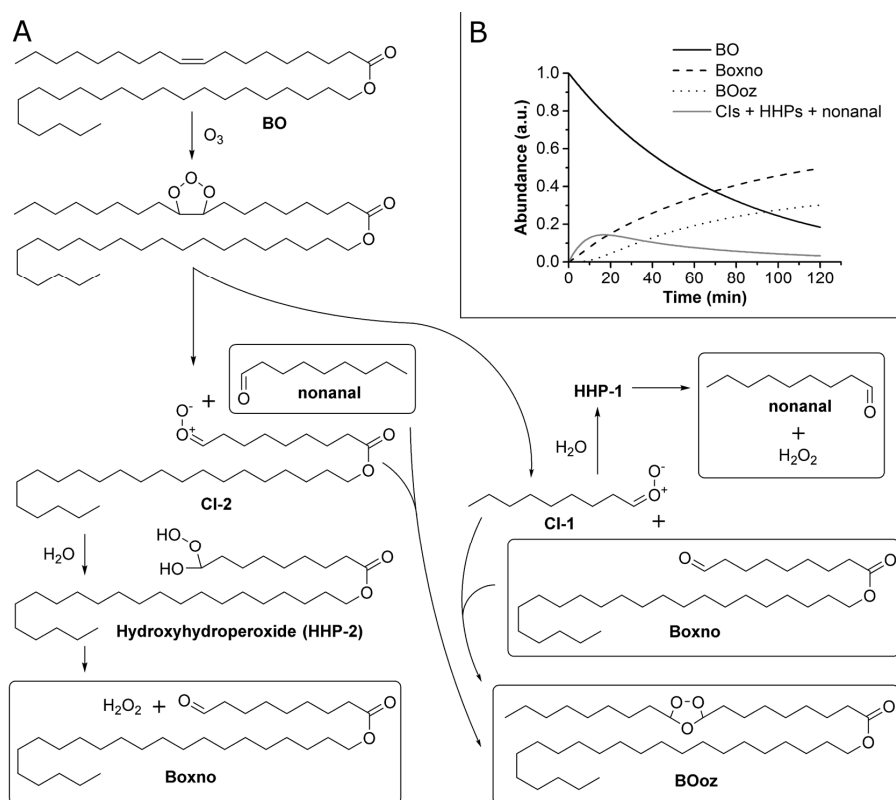 A
BO
O3
O
O
O
O
O
O
O
nonanal
O
+
O-
O+
O
O
CI-2
H2O
HO
O
HO
O
O
Hydroxyhydroperoxide (HHP-2)
H2O2 + O
O
O
Boxno
B
BO
Boxno
BOoz
CIs + HHPs + nonanal
Abundance (a.u.)
1.0
0.8
0.6
0.4
0.2
0.0
0 20 40 60 80 100 120
Time (min)
HHP-1
nonanal
O
+
H2O2
H2O
O-
O+
CI-1
+
O
O
O
Boxno
O-O
O
O
O
BOoz